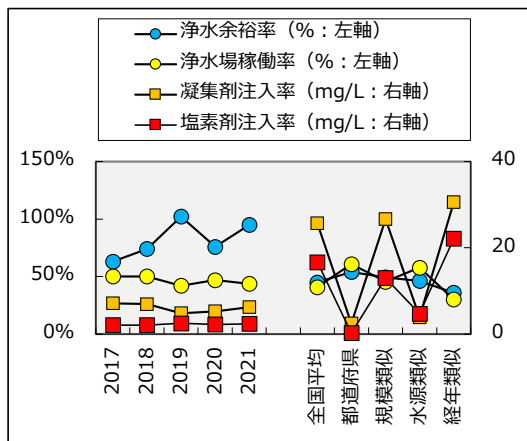 浄水余裕率（%：左軸）
浄水場稼働率（%：左軸）
凝集剤注入率（mg/L：右軸）
塩素剤注入率（mg/L：右軸）
150%
100%
50%
0%
40
20
0
2017
2018
2019
2020
2021
全国平均
都道府県
規模類似
水源類似
経年類似